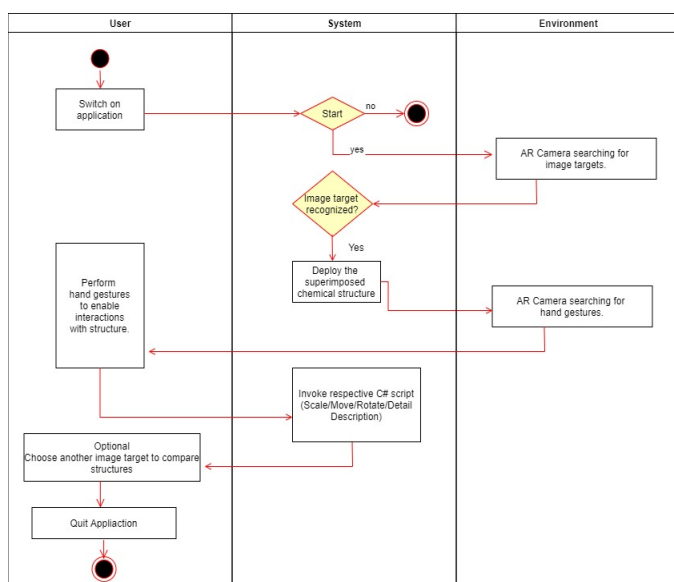 User
System
Environment
Switch on
application
Start
no
yes
AR Camera searching for
image targets.
Image target
recognized?
Yes
Deploy the
superimposed
chemical structure
Perform
hand gestures
to enable
interactions
with structure.
AR Camera searching for
hand gestures.
Invoke respective C# script
(Scale/Move/Rotate/Detail
Description)
Optional
Choose another image target to compare
structures
Quit Appliaction